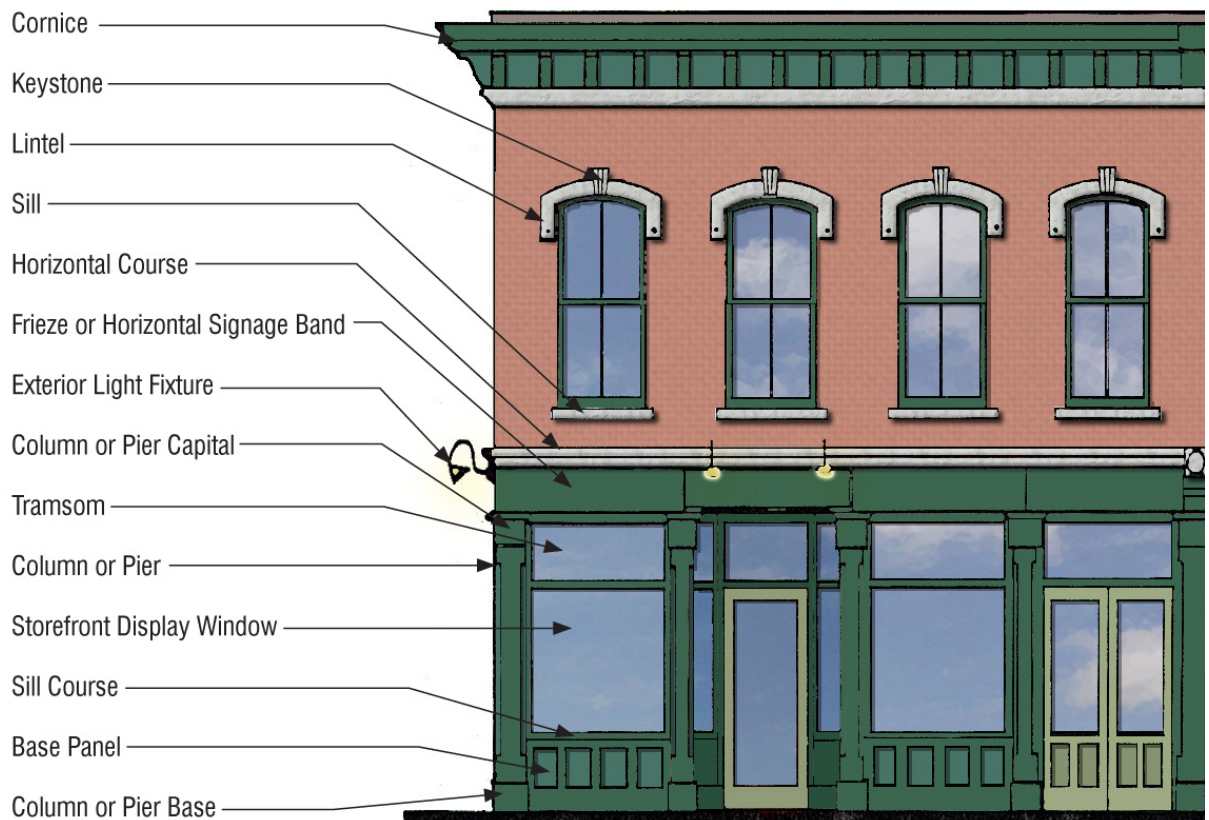 Cornice
Keystone
Lintel
Sill
Horizontal Course
Frieze or Horizontal Signage Band
Exterior Light Fixture
Column or Pier Capital
Tramsom
Column or Pier
Storefront Display Window
Sill Course
Base Panel
Column or Pier Base